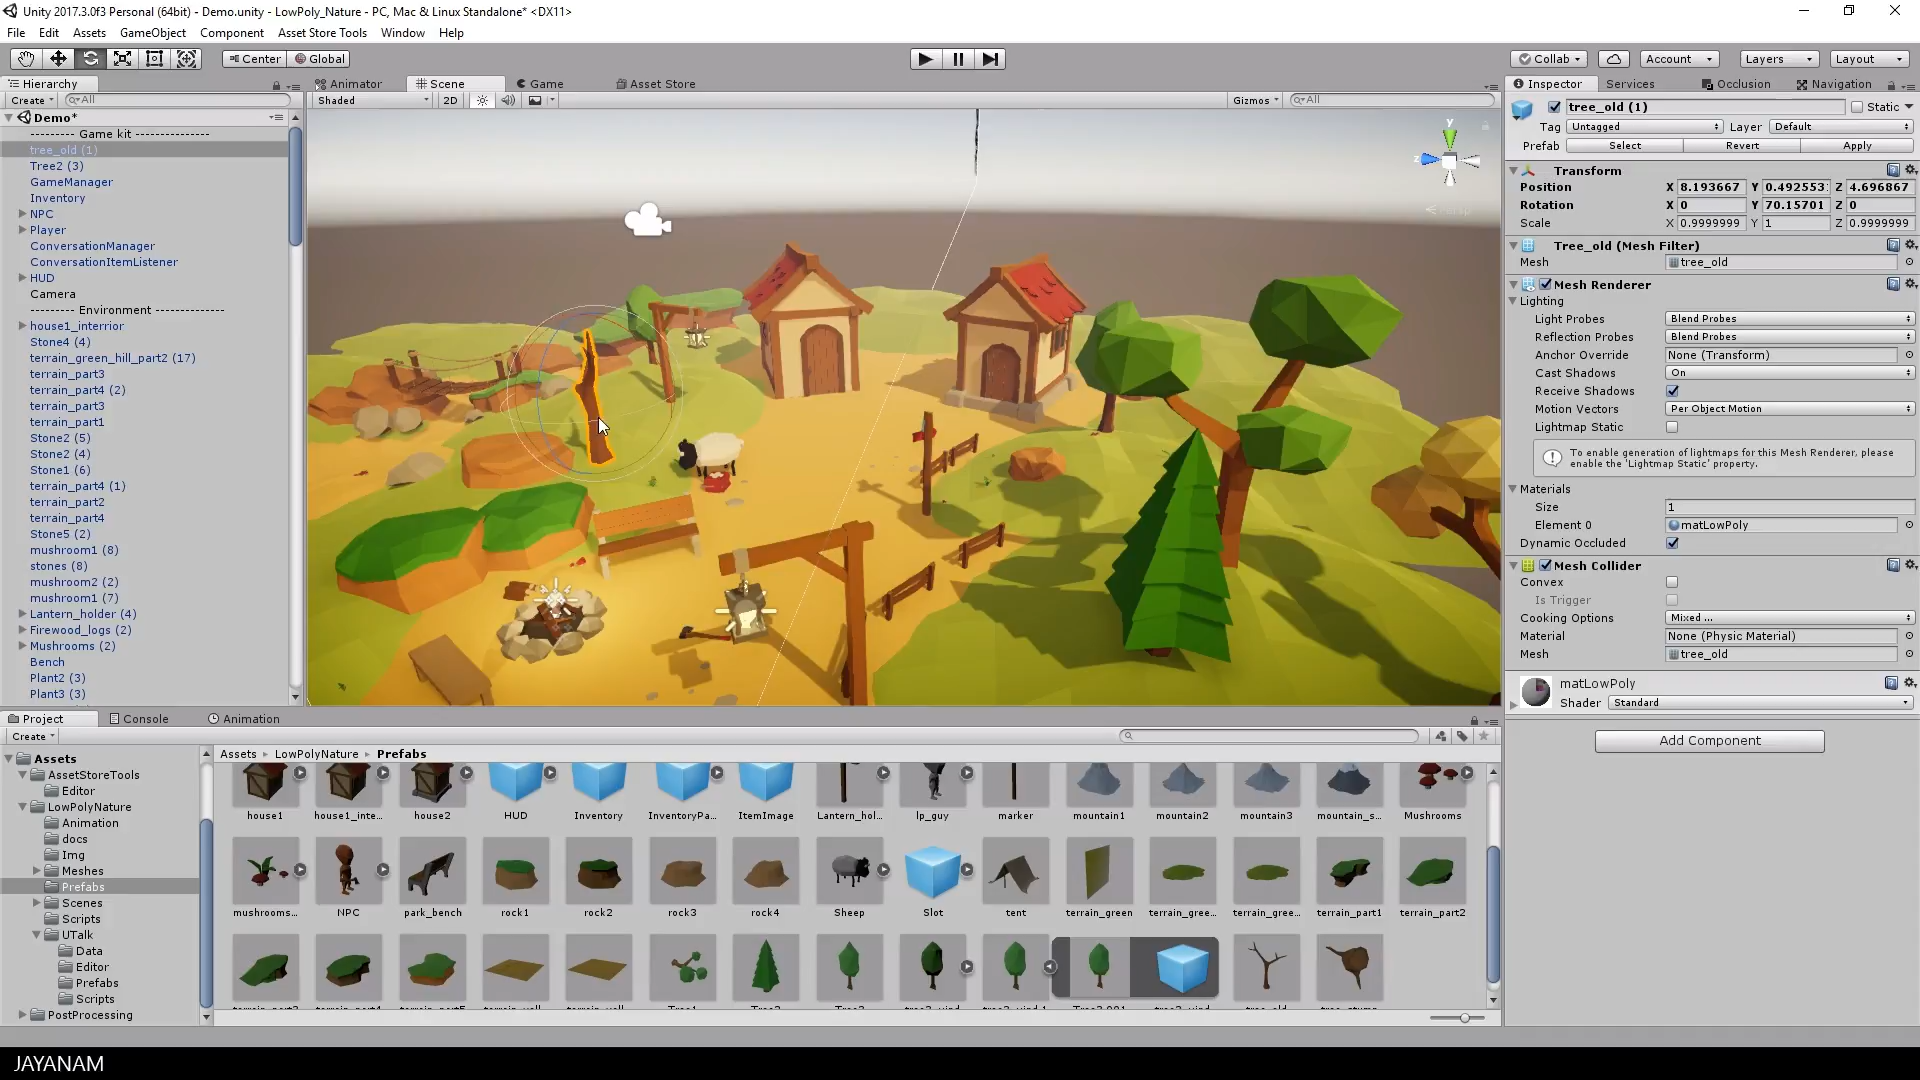 Unity 2017.3.0f3 Personal (64bit) - Demo.unity - LowPoly_Nature - PC, Mac & Linux Standalone* <DX11>
File Edit Assets GameObject Component Asset Store Tools Window Help
Center Global Collab Account Layers Layout
Hierarchy
Create All
Demo*
--------- Game kit ---------------
tree_old (1)
Tree2 (3)
GameManager
Inventory
NPC
Player
ConversationManager
ConversationItemListener
HUD
Camera
--------- Environment --------------
house1_interrior
Stone4 (4)
terrain_green_hill_part2 (17)
terrain_part3
terrain_part4 (2)
terrain_part3
terrain_part1
Stone2 (5)
Stone2 (4)
Stone1 (6)
terrain_part4 (1)
terrain_part2
terrain_part4
Stone5 (2)
mushroom1 (8)
stones (8)
mushroom2 (2)
mushroom1 (7)
Lantern_holder (4)
Firewood_logs (2)
Mushrooms (2)
Bench
Plant2 (3)
Plant3 (3)
Animator Scene Game Asset Store
Shaded 2D Gizmos All
y
z
Persp
Inspector Services Occlusion Navigation
tree_old (1) Static
Tag Untagged Layer Default
Prefab Select Revert Apply
Transform
Position X 8.193667 Y 0.492553 Z 4.696867
Rotation X 0 Y 70.15701 Z 0
Scale X 0.9999999 Y 1 Z 0.9999999
Tree_old (Mesh Filter)
Mesh tree_old
Mesh Renderer
Lighting
Light Probes Blend Probes
Reflection Probes Blend Probes
Anchor Override None (Transform)
Cast Shadows On
Receive Shadows
Motion Vectors Per Object Motion
Lightmap Static
To enable generation of lightmaps for this Mesh Renderer, please
enable the 'Lightmap Static' property.
Materials
Size 1
Element 0 matLowPoly
Dynamic Occluded
Mesh Collider
Convex
Is Trigger
Cooking Options Mixed ...
Material None (Physic Material)
Mesh tree_old
matLowPoly
Shader Standard
Add Component
Project Console Animation
Create
Assets
AssetStoreTools
Editor
LowPolyNature
Animation
docs
Img
Meshes
Prefabs
Scenes
Scripts
UTalk
Data
Editor
Prefabs
Scripts
PostProcessing
Assets LowPolyNature Prefabs
house1 house1_inte... house2 HUD Inventory InventoryPa... ItemImage Lantern_hol... lp_guy marker mountain1 mountain2 mountain3 mountain_s... Mushrooms
mushrooms... NPC park_bench rock1 rock2 rock3 rock4 Sheep Slot tent terrain_green terrain_gree... terrain_gree... terrain_part1 terrain_part2
JAYANAM